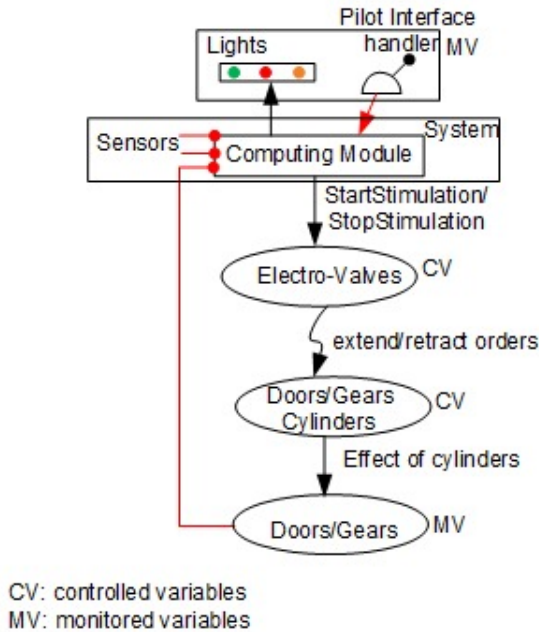 Pilot Interface
Lights
handler
MV
System
Sensors
Computing Module
StartStimulation/
StopStimulation
Electro-Valves
CV
extend/retract orders
Doors/Gears
Cylinders
CV
Effect of cylinders
Doors/Gears
MV
CV: controlled variables
MV: monitored variables